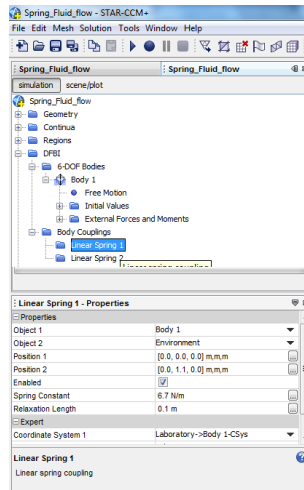 Spring_Fluid_flow - STAR-CCM+
File Edit Mesh Solution Tools Window Help
Spring_Fluid_flow Spring_Fluid_flow
simulation scene/plot
Spring_Fluid_flow
Geometry
Continua
Regions
DFBI
6-DOF Bodies
Body 1
Free Motion
Initial Values
External Forces and Moments
Body Couplings
Linear Spring 1
Linear Spring 2
Linear spring coupling
Linear Spring 1 - Properties
Properties
Object 1 Body 1
Object 2 Environment
Position 1 [0.0, 0.0, 0.0] m,m,m
Position 2 [0.0, 1.1, 0.0] m,m,m
Enabled
Spring Constant 6.7 N/m
Relaxation Length 0.1 m
Expert
Coordinate System 1 Laboratory->Body 1-CSys
Linear Spring 1
Linear spring coupling